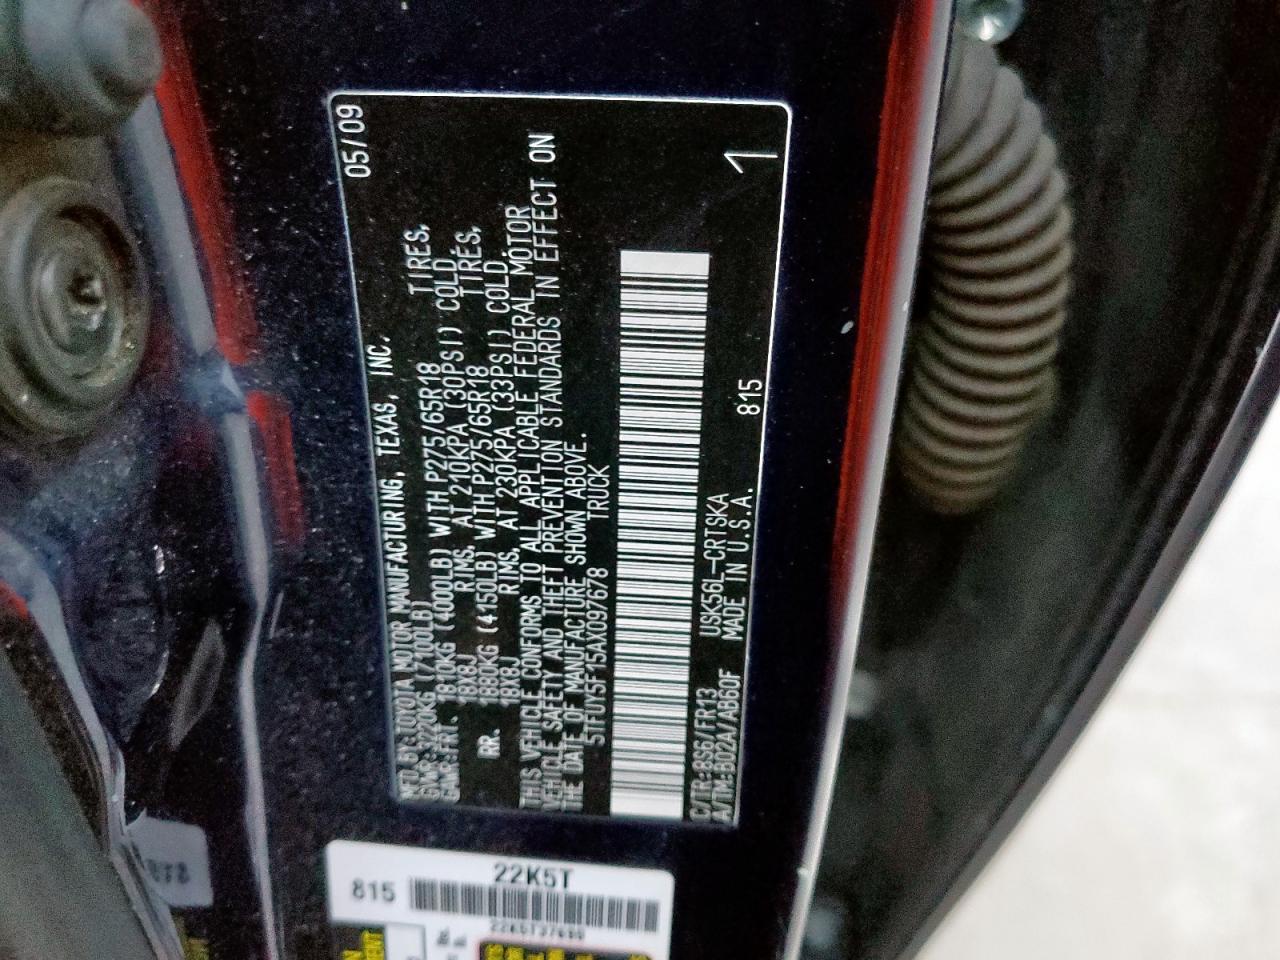 MFD.BY:TOYOTA MOTOR MANUFACTURING, TEXAS, INC. 05/09
GVWR:3220KG (7100LB)
GAWR:FRT. 1810KG (4000LB) WITH P275/65R18 TIRES,
18X8J RIMS, AT 210KPA (30PSI) COLD.
RR. 1880KG (4150LB) WITH P275/65R18 TIRES,
18X8J RIMS, AT 230KPA (33PSI) COLD.
THIS VEHICLE CONFORMS TO ALL APPLICABLE FEDERAL MOTOR
VEHICLE SAFETY AND THEFT PREVENTION STANDARDS IN EFFECT ON
THE DATE OF MANUFACTURE SHOWN ABOVE.
5TFUY5F15AX097678 TRUCK
C/TR:8S6/FR13 USK56L-CRTSKA 815
A/TM:B02A/AB60F MADE IN U.S.A. 1
22K5T
815